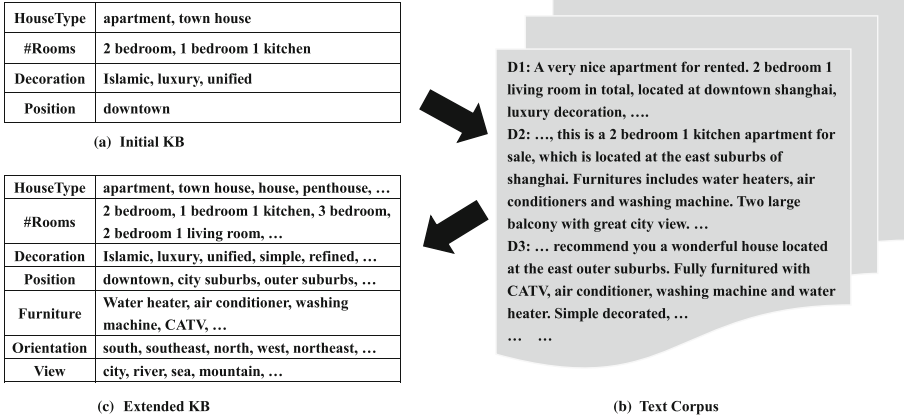 HouseType apartment, town house
#Rooms 2 bedroom, 1 bedroom 1 kitchen
Decoration Islamic, luxury, unified
Position downtown
(a) Initial KB
HouseType apartment, town house, house, penthouse, …
#Rooms 2 bedroom, 1 bedroom 1 kitchen, 3 bedroom,
2 bedroom 1 living room, …
Decoration Islamic, luxury, unified, simple, refined, …
Position downtown, city suburbs, outer suburbs, …
Furniture Water heater, air conditioner, washing
machine, CATV, …
Orientation south, southeast, north, west, northeast, …
View city, river, sea, mountain, …
(c) Extended KB
D1: A very nice apartment for rented. 2 bedroom 1
living room in total, located at downtown shanghai,
luxury decoration, ….
D2: …, this is a 2 bedroom 1 kitchen apartment for
sale, which is located at the east suburbs of
shanghai. Furnitures includes water heaters, air
conditioners and washing machine. Two large
balcony with great city view. …
D3: … recommend you a wonderful house located
at the east outer suburbs. Fully furnitured with
CATV, air conditioner, washing machine and water
heater. Simple decorated, …
… …
(b) Text Corpus